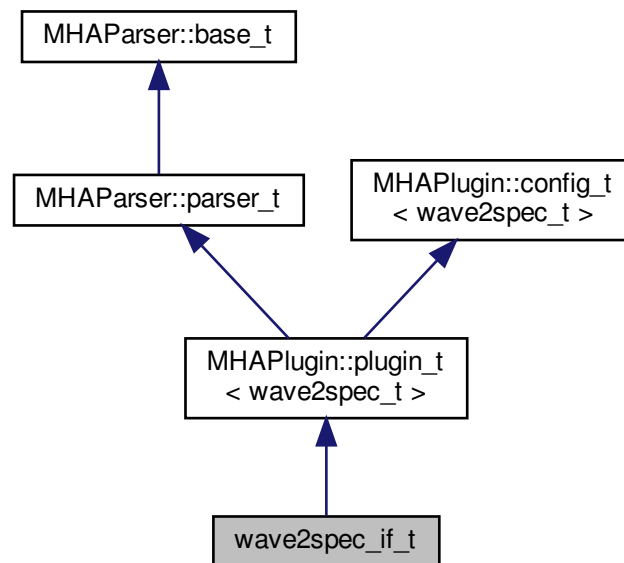 MHAParser::base_t
MHAParser::parser_t
MHAPlugin::config_t
< wave2spec_t >
MHAPlugin::plugin_t
< wave2spec_t >
wave2spec_if_t